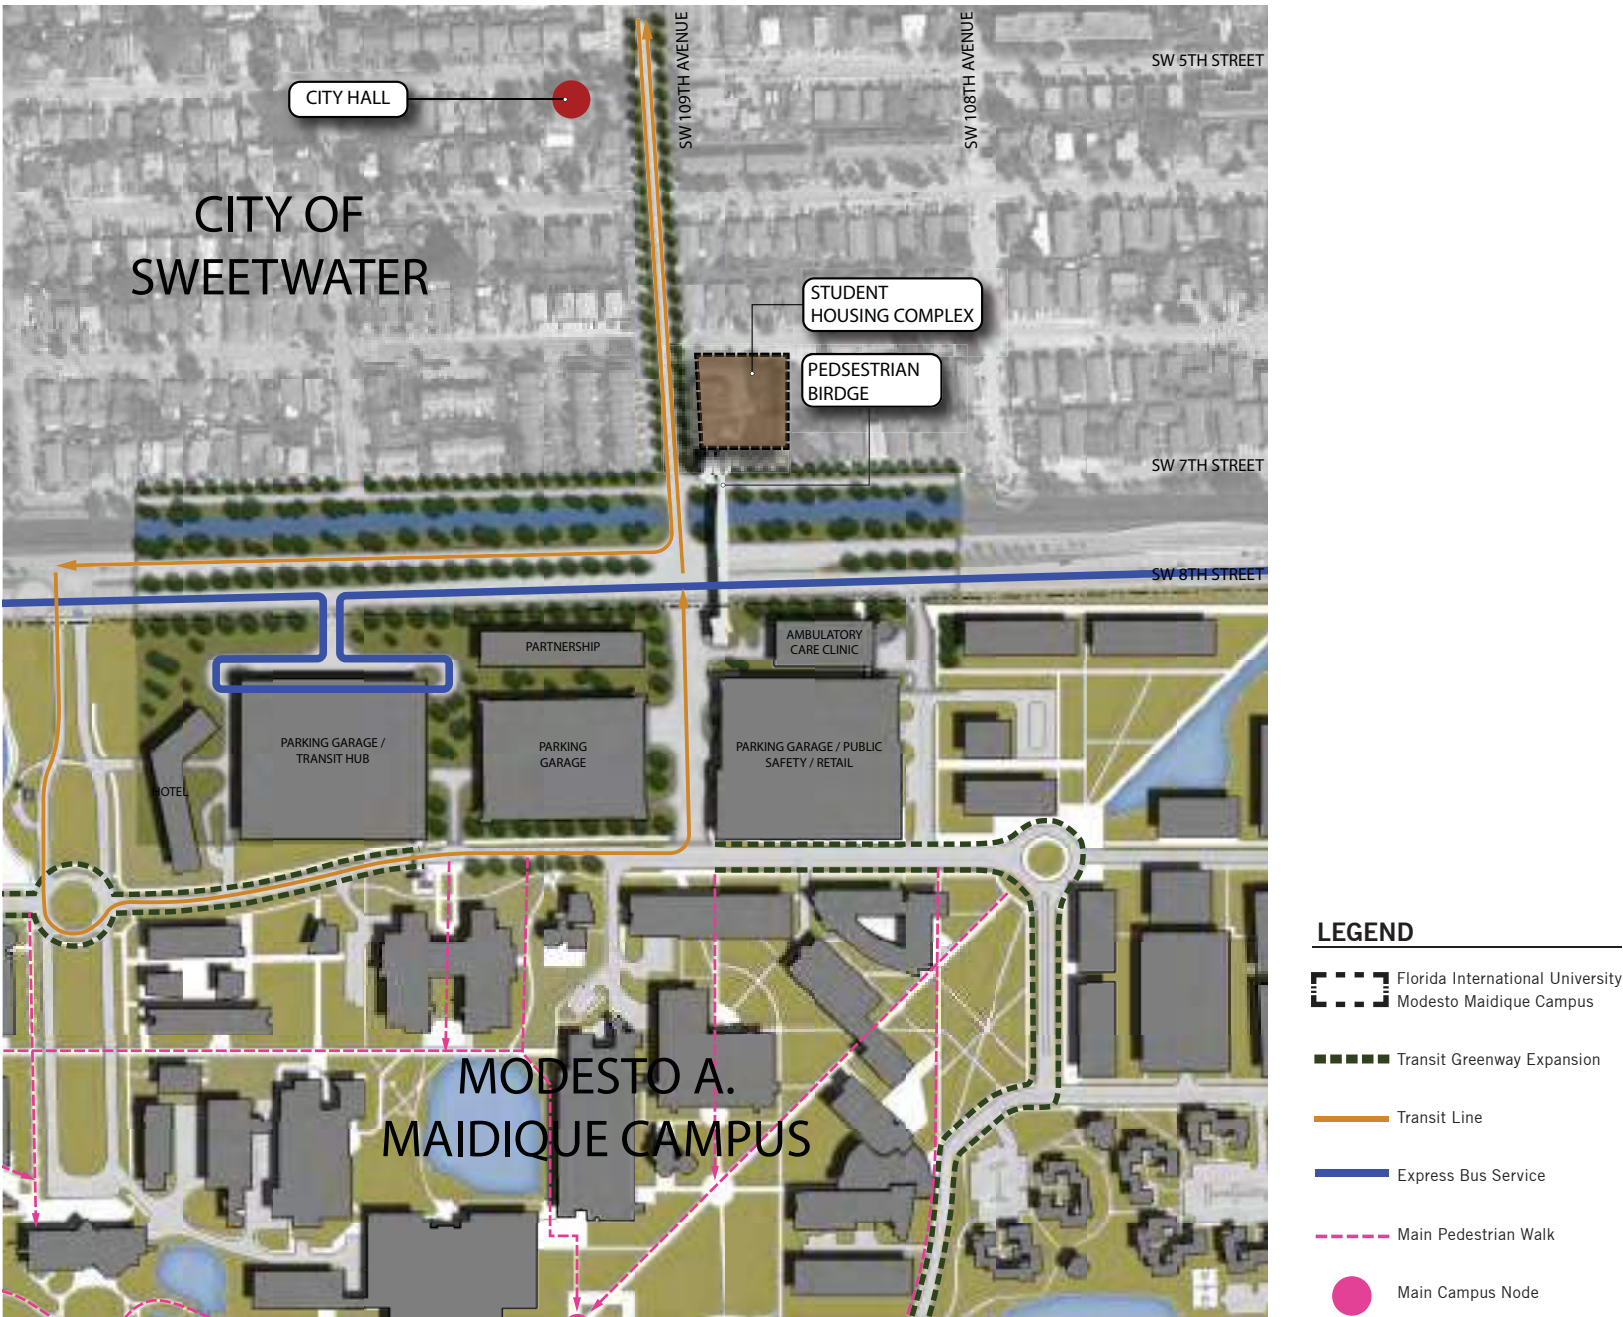 SW 109TH AVENUE
SW 108TH AVENUE
SW 5TH STREET
CITY HALL
CITY OF
SWEETWATER
STUDENT
HOUSING COMPLEX
PEDSESTRIAN
BIRDGE
SW 7TH STREET
SW 8TH STREET
PARTNERSHIP
AMBULATORY
CARE CLINIC
PARKING GARAGE /
TRANSIT HUB
PARKING
GARAGE
PARKING GARAGE / PUBLIC
SAFETY / RETAIL
HOTEL
MODESTO A.
MAIDIQUE CAMPUS
LEGEND
Florida International University
Modesto Maidique Campus
Transit Greenway Expansion
Transit Line
Express Bus Service
Main Pedestrian Walk
Main Campus Node